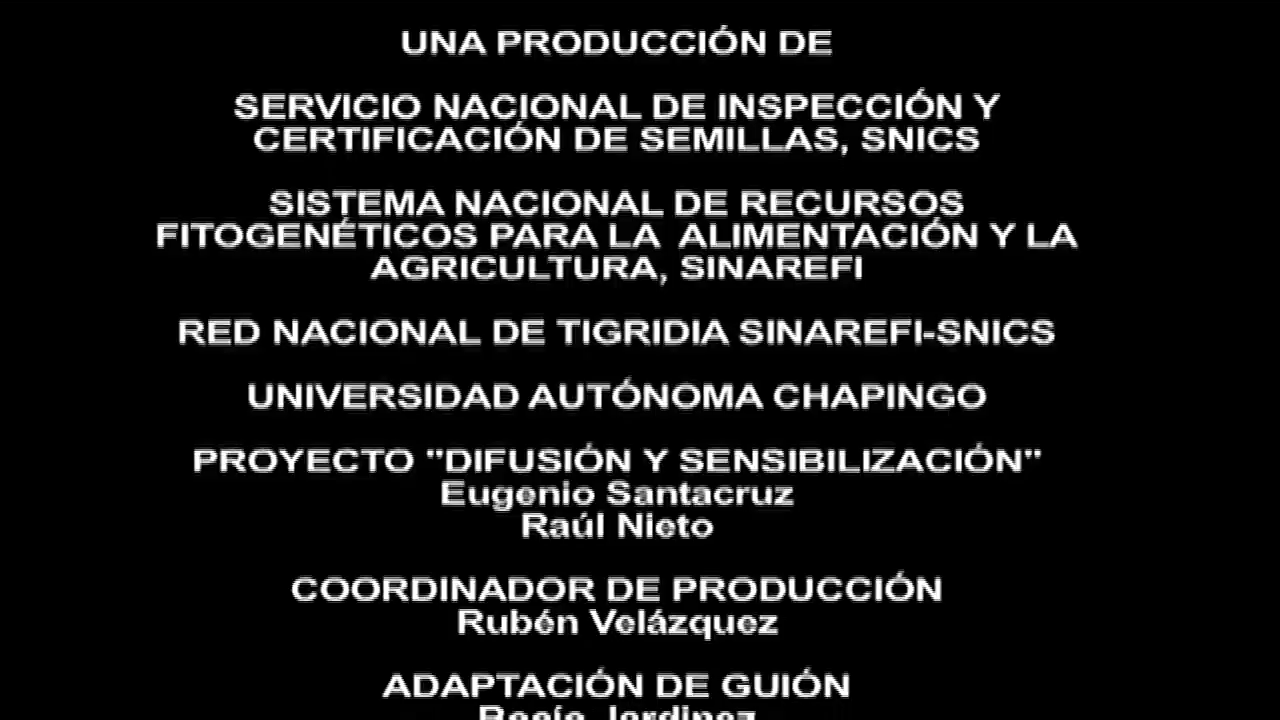 UNA PRODUCCIÓN DE
SERVICIO NACIONAL DE INSPECCIÓN Y
CERTIFICACIÓN DE SEMILLAS, SNICS
SISTEMA NACIONAL DE RECURSOS
FITOGENÉTICOS PARA LA ALIMENTACIÓN Y LA
AGRICULTURA, SINAREFI
RED NACIONAL DE TIGRIDIA SINAREFI-SNICS
UNIVERSIDAD AUTÓNOMA CHAPINGO
PROYECTO "DIFUSIÓN Y SENSIBILIZACIÓN"
Eugenio Santacruz
Raúl Nieto
COORDINADOR DE PRODUCCIÓN
Rubén Velázquez
ADAPTACIÓN DE GUIÓN